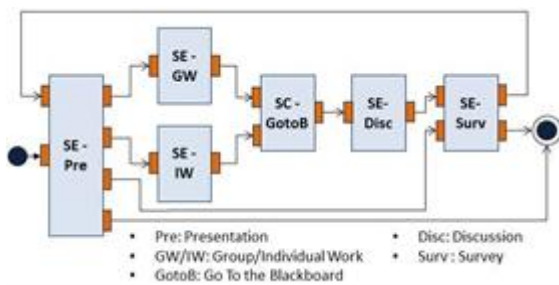 SE -
GW
SE -
Pre
SE -
IW
SC -
GotoB
SE-
Disc
SE-
Surv
• Pre: Presentation
• GW/IW: Group/Individual Work
• GotoB: Go To the Blackboard
• Disc: Discussion
• Surv : Survey